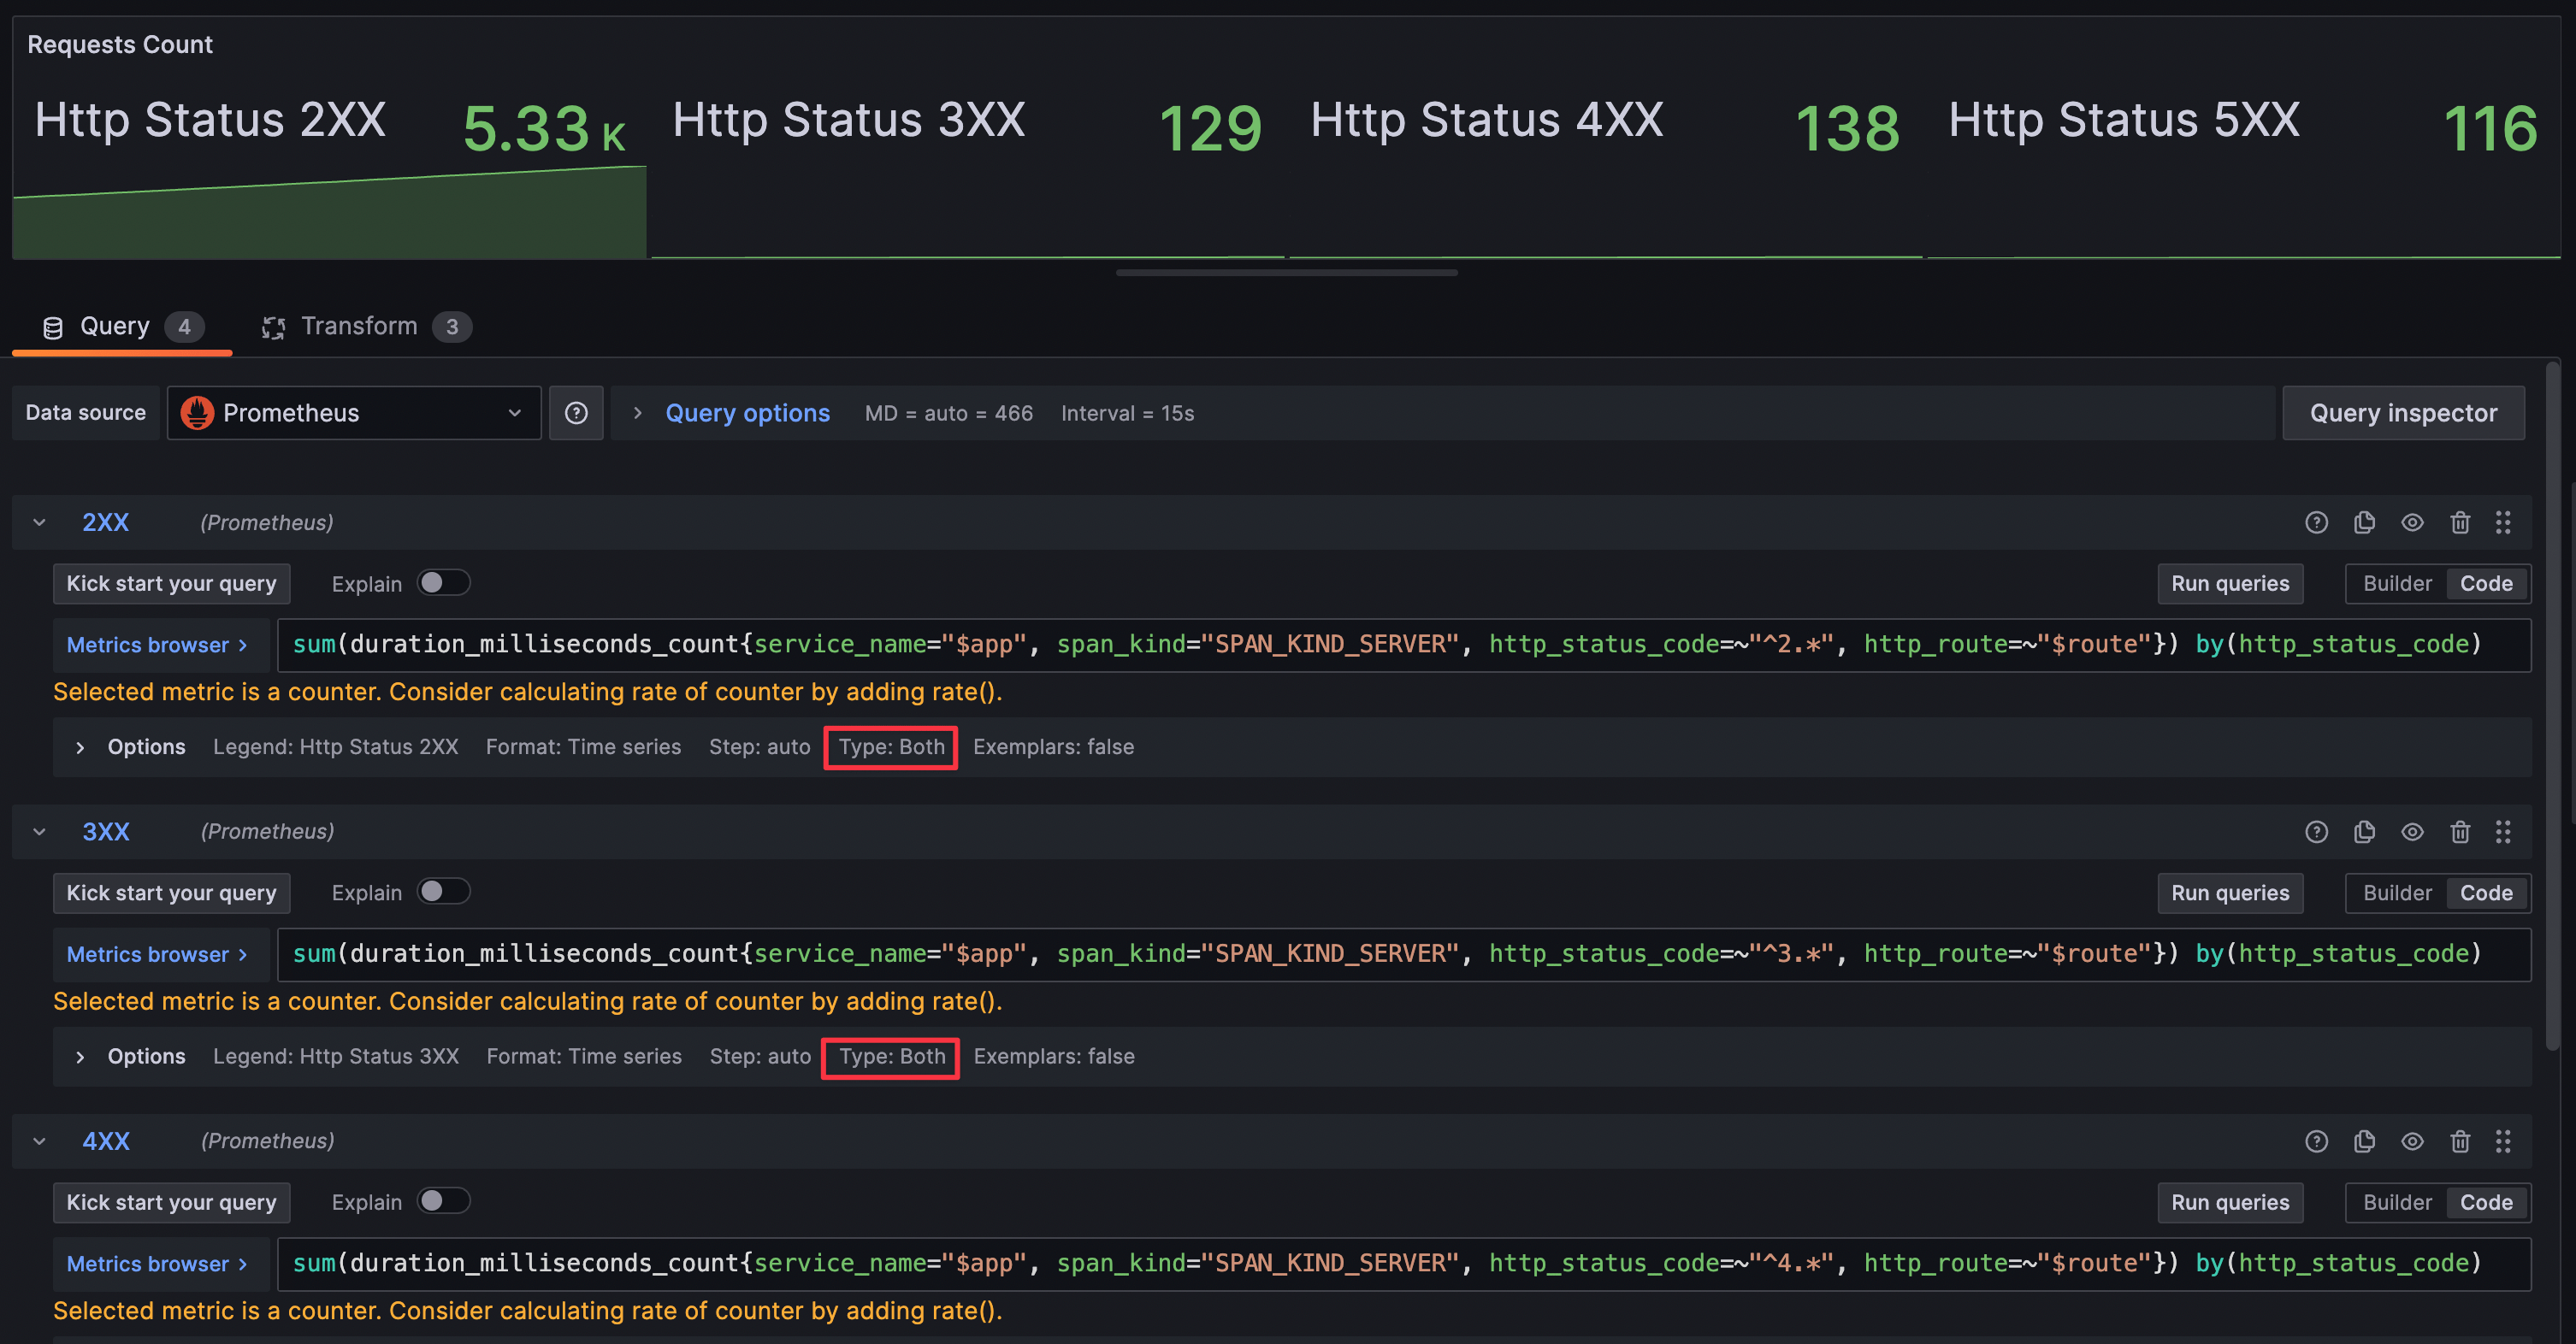 Requests Count
Http Status 2XX 5.33 K Http Status 3XX 129 Http Status 4XX 138 Http Status 5XX 116
Query 4 Transform 3
Data source Prometheus Query options MD = auto = 466 Interval = 15s Query inspector
2XX (Prometheus)
Kick start your query Explain Run queries Builder Code
Metrics browser > sum(duration_milliseconds_count{service_name="$app", span_kind="SPAN_KIND_SERVER", http_status_code=~"^2.*", http_route=~"$route"}) by(http_status_code)
Selected metric is a counter. Consider calculating rate of counter by adding rate().
> Options Legend: Http Status 2XX Format: Time series Step: auto Type: Both Exemplars: false
3XX (Prometheus)
Kick start your query Explain Run queries Builder Code
Metrics browser > sum(duration_milliseconds_count{service_name="$app", span_kind="SPAN_KIND_SERVER", http_status_code=~"^3.*", http_route=~"$route"}) by(http_status_code)
Selected metric is a counter. Consider calculating rate of counter by adding rate().
> Options Legend: Http Status 3XX Format: Time series Step: auto Type: Both Exemplars: false
4XX (Prometheus)
Kick start your query Explain Run queries Builder Code
Metrics browser > sum(duration_milliseconds_count{service_name="$app", span_kind="SPAN_KIND_SERVER", http_status_code=~"^4.*", http_route=~"$route"}) by(http_status_code)
Selected metric is a counter. Consider calculating rate of counter by adding rate().